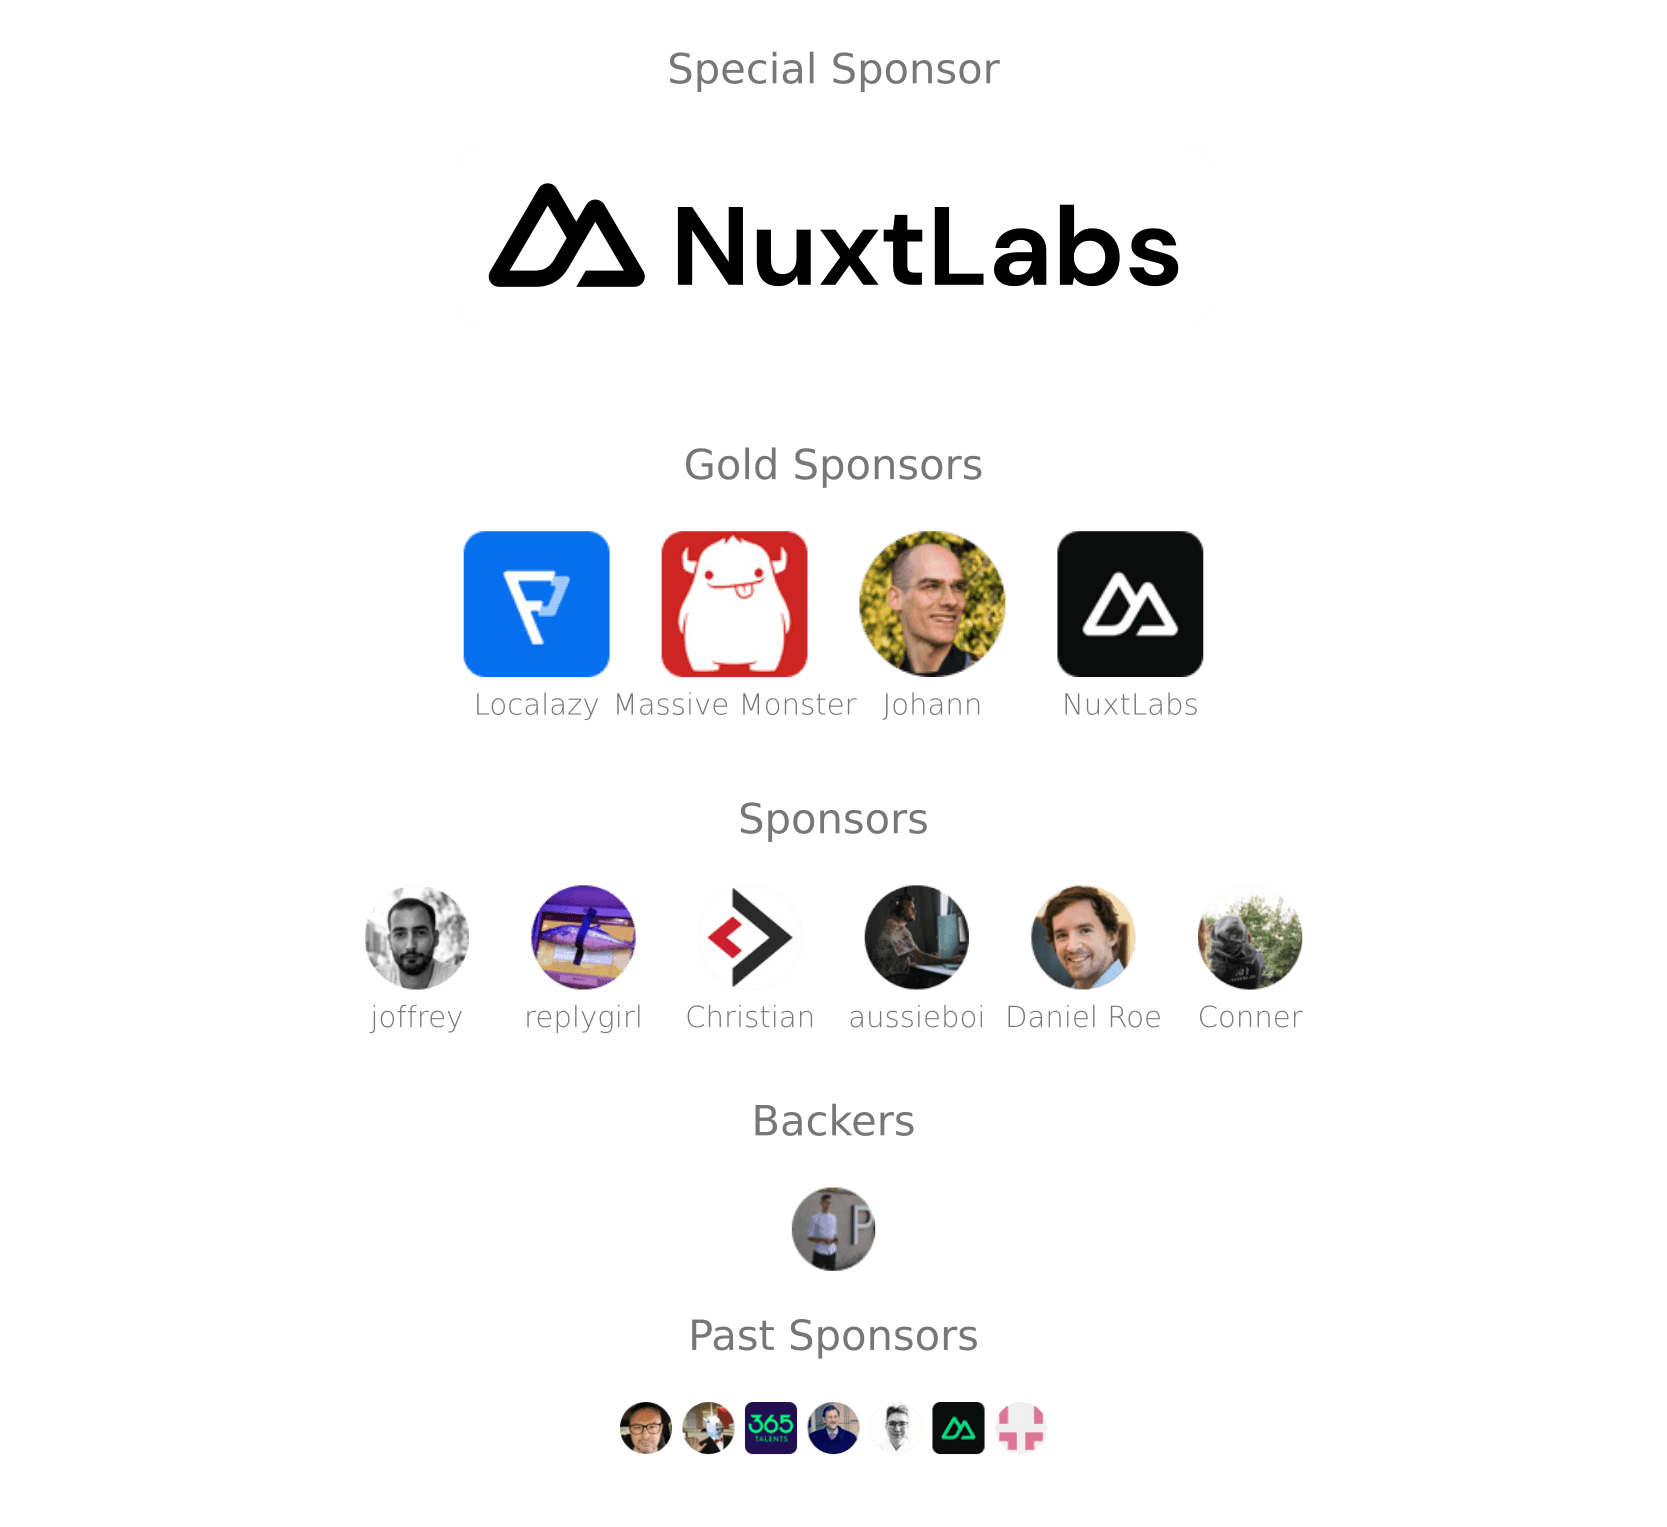 Special Sponsor
NuxtLabs
Gold Sponsors
Localazy Massive Monster Johann NuxtLabs
Sponsors
joffrey replygirl Christian aussieboi Daniel Roe Conner
Backers
P
Past Sponsors
365
TALENTS